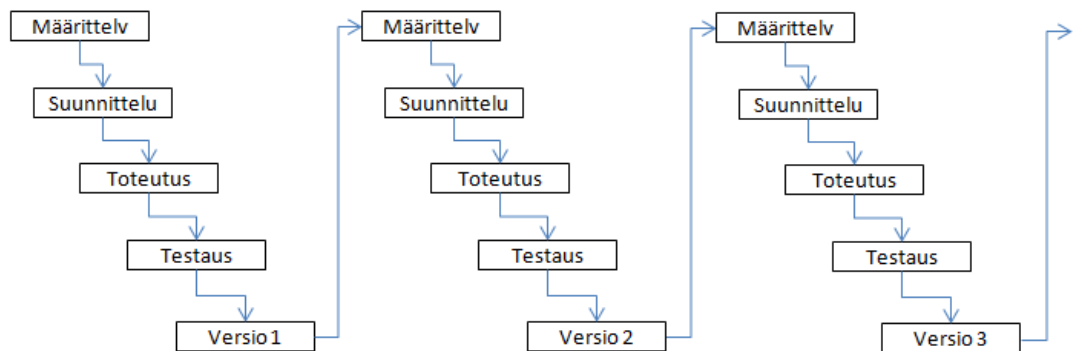 Määrittelv
Suunnittelu
Toteutus
Testaus
Versio 1
Määrittelv
Suunnittelu
Toteutus
Testaus
Versio 2
Määrittelv
Suunnittelu
Toteutus
Testaus
Versio 3